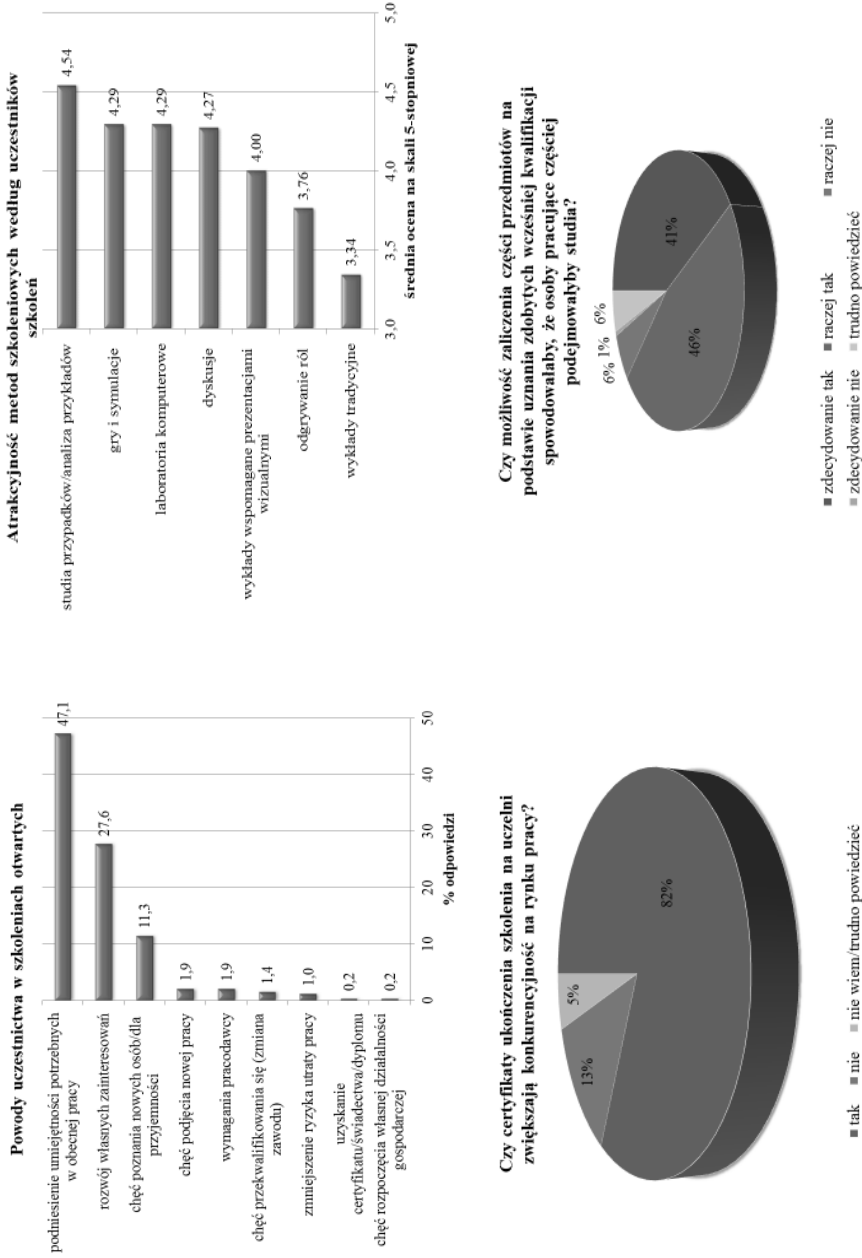 Powody uczestnictwa w szkoleniach otwartych
podniesienie umiejętności potrzebnych
w obecnej pracy
47,1
rozwój własnych zainteresowań
27,6
chęć poznania nowych osób/dla
przyjemności
11,3
chęć podjęcia nowej pracy
1,9
wymagania pracodawcy
1,9
chęć przekwalifikowania się (zmiana
zawodu)
1,4
zmniejszenie ryzyka utraty pracy
1,0
uzyskanie
certyfikatu/świadectwa/dyplomu
0,2
chęć rozpoczęcia własnej działalności
gospodarczej
0,2
0 10 20 30 40 50
% odpowiedzi
Atrakcyjność metod szkoleniowych według uczestników
szkoleń
studia przypadków/analiza przykładów
4,54
gry i symulacje
4,29
laboratoria komputerowe
4,29
dyskusje
4,27
wykłady wspomagane prezentacjami
wizualnymi
4,00
odgrywanie ról
3,76
wykłady tradycyjne
3,34
3,0 3,5 4,0 4,5 5,0
średnia ocena na skali 5-stopniowej
Czy certyfikaty ukończenia szkolenia na uczelni
zwiększają konkurencyjność na rynku pracy?
5%
13%
82%
tak nie nie wiem/trudno powiedzieć
Czy możliwość zaliczenia części przedmiotów na
podstawie uznania zdobytych wcześniej kwalifikacji
spowodowałaby, że osoby pracujące częściej
podejmowałyby studia?
6% 1% 6%
41%
46%
zdecydowanie tak raczej tak raczej nie
zdecydowanie nie trudno powiedzieć